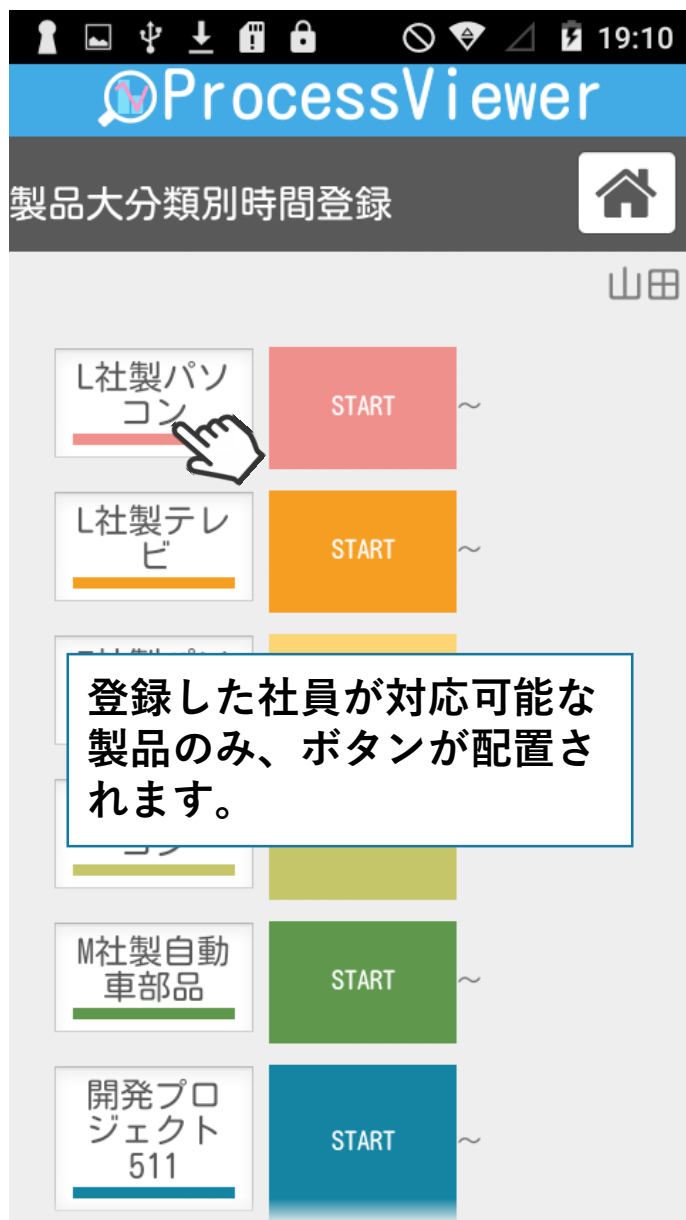 19:10
ProcessViewer
製品大分類別時間登録
山田
L社製パソ
コン
START ～
L社製テレ
ビ
START ～
登録した社員が対応可能な
製品のみ、ボタンが配置さ
れます。
コン
M社製自動
車部品
START ～
開発プロ
ジェクト
511
START ～